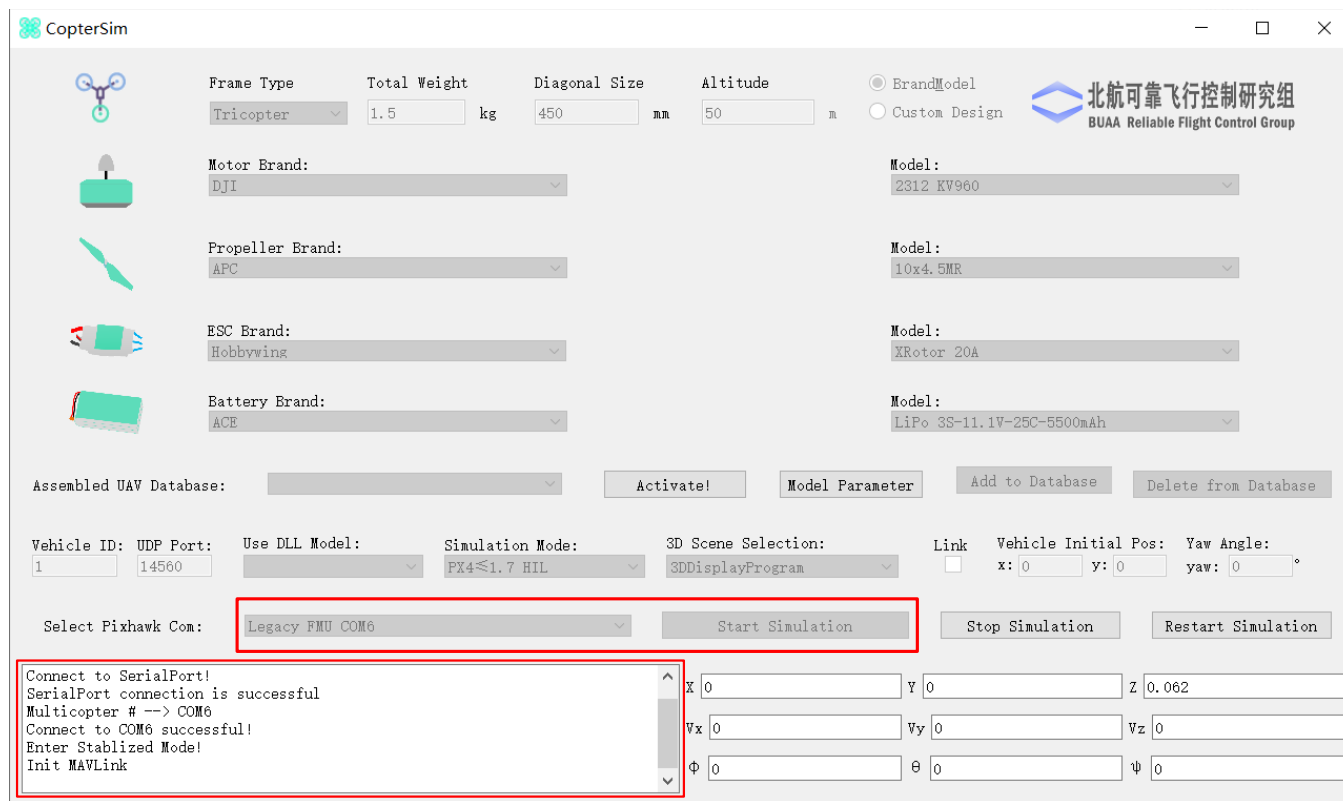 CopterSim
Frame Type Total Weight Diagonal Size Altitude
BrandModel
Tricopter 1.5 kg 450 mm 50 m
Custom Design
北航可靠飞行控制研究组
BUAA Reliable Flight Control Group
Motor Brand: Model:
DJI 2312 KV960
Propeller Brand: Model:
APC 10x4.5MR
ESC Brand: Model:
Hobbywing XRotor 20A
Battery Brand: Model:
ACE LiPo 3S-11.1V-25C-5500mAh
Assembled UAV Database: Activate! Model Parameter Add to Database Delete from Database
Vehicle ID: UDP Port: Use DLL Model: Simulation Mode: 3D Scene Selection: Link Vehicle Initial Pos: Yaw Angle:
1 14560 PX4≤1.7 HIL 3DDisplayProgram x: 0 y: 0 yaw: 0 °
Select Pixhawk Com: Legacy FMU COM6 Start Simulation Stop Simulation Restart Simulation
Connect to SerialPort!
SerialPort connection is successful
Multicopter # --> COM6
Connect to COM6 successful!
Enter Stablized Mode!
Init MAVLink
X 0 Y 0 Z 0.062
Vx 0 Vy 0 Vz 0
Φ 0 θ 0 ψ 0